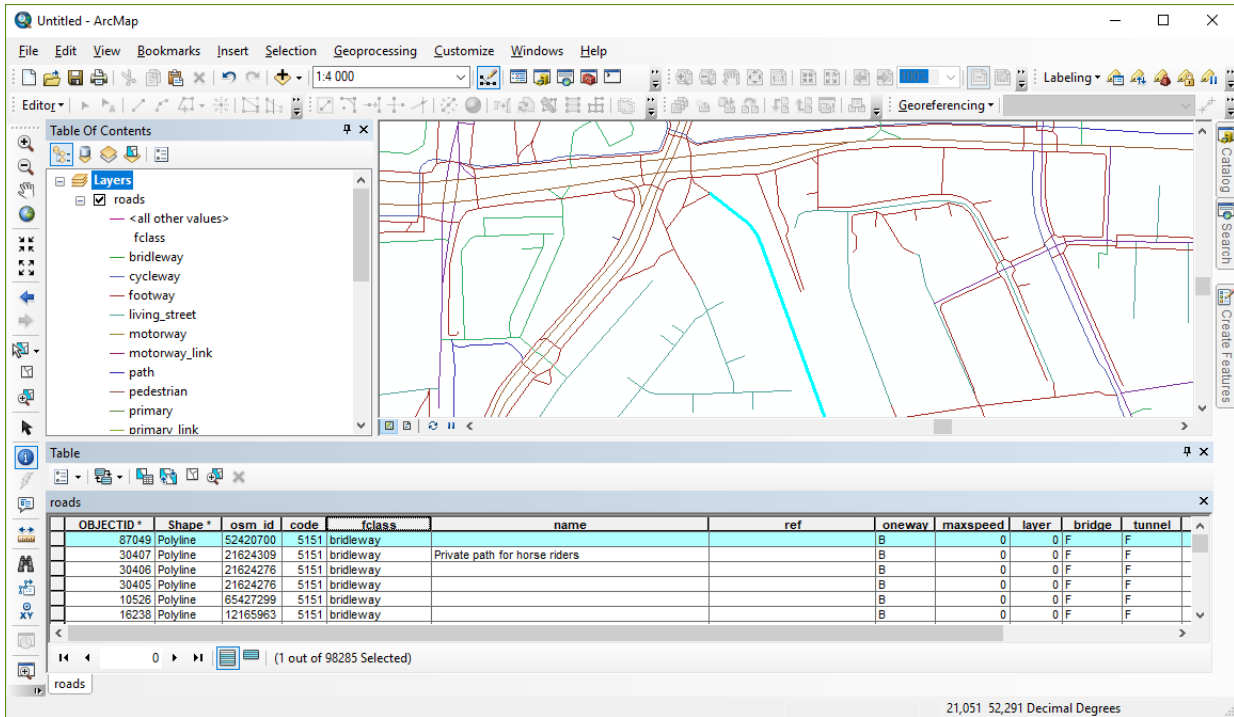 Untitled - ArcMap
File Edit View Bookmarks Insert Selection Geoprocessing Customize Windows Help
1:4 000
100%
Labeling
Editor
Georeferencing
Table Of Contents
Layers
roads
<all other values>
fclass
bridleway
cycleway
footway
living_street
motorway
motorway_link
path
pedestrian
primary
primary_link
Catalog
Search
Create Features
Table
roads
OBJECTID * Shape * osm_id code fclass name ref oneway maxspeed layer bridge tunnel
87049 Polyline 52420700 5151 bridleway B 0 0 F F
30407 Polyline 21624309 5151 bridleway Private path for horse riders B 0 0 F F
30406 Polyline 21624276 5151 bridleway B 0 0 F F
30405 Polyline 21624276 5151 bridleway B 0 0 F F
10526 Polyline 65427299 5151 bridleway B 0 0 F F
16238 Polyline 12165963 5151 bridleway B 0 0 F F
0 (1 out of 98285 Selected)
roads
XY
21,051 52,291 Decimal Degrees